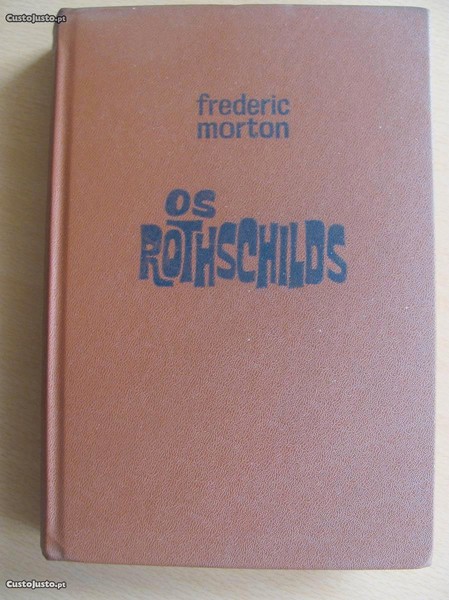 CustoJusto.pt
frederic
morton
os
ROTHSCHILDS
CustoJusto.pt